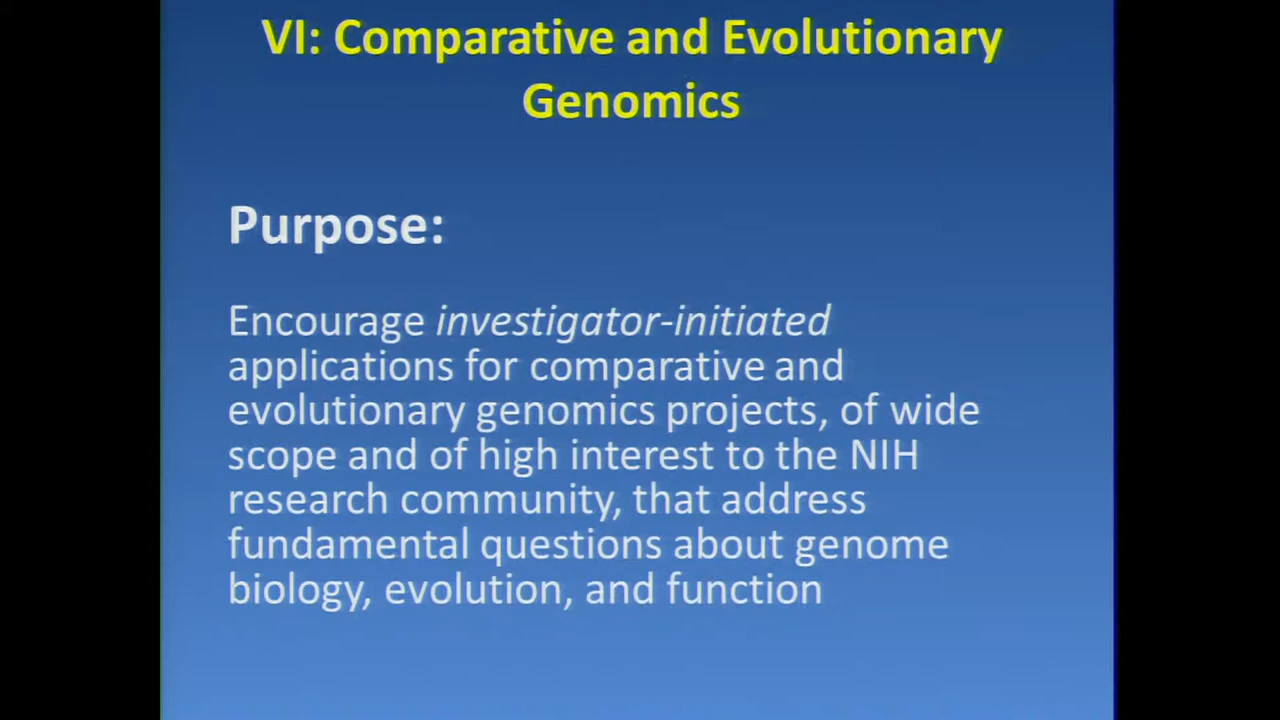 VI: Comparative and Evolutionary
Genomics
Purpose:
Encourage investigator-initiated
applications for comparative and
evolutionary genomics projects, of wide
scope and of high interest to the NIH
research community, that address
fundamental questions about genome
biology, evolution, and function